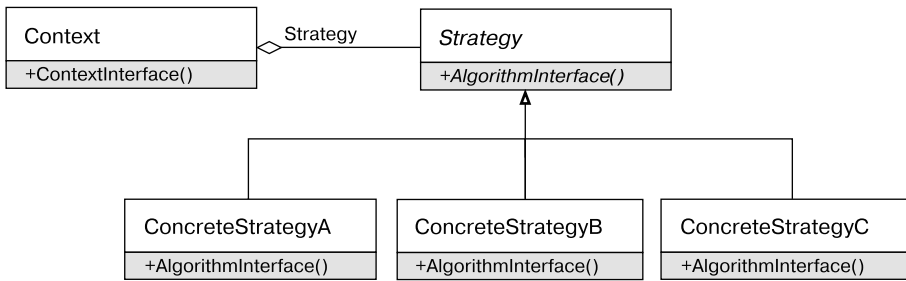 Context
+ContextInterface()
Strategy
Strategy
+AlgorithmInterface()
ConcreteStrategyA
+AlgorithmInterface()
ConcreteStrategyB
+AlgorithmInterface()
ConcreteStrategyC
+AlgorithmInterface()